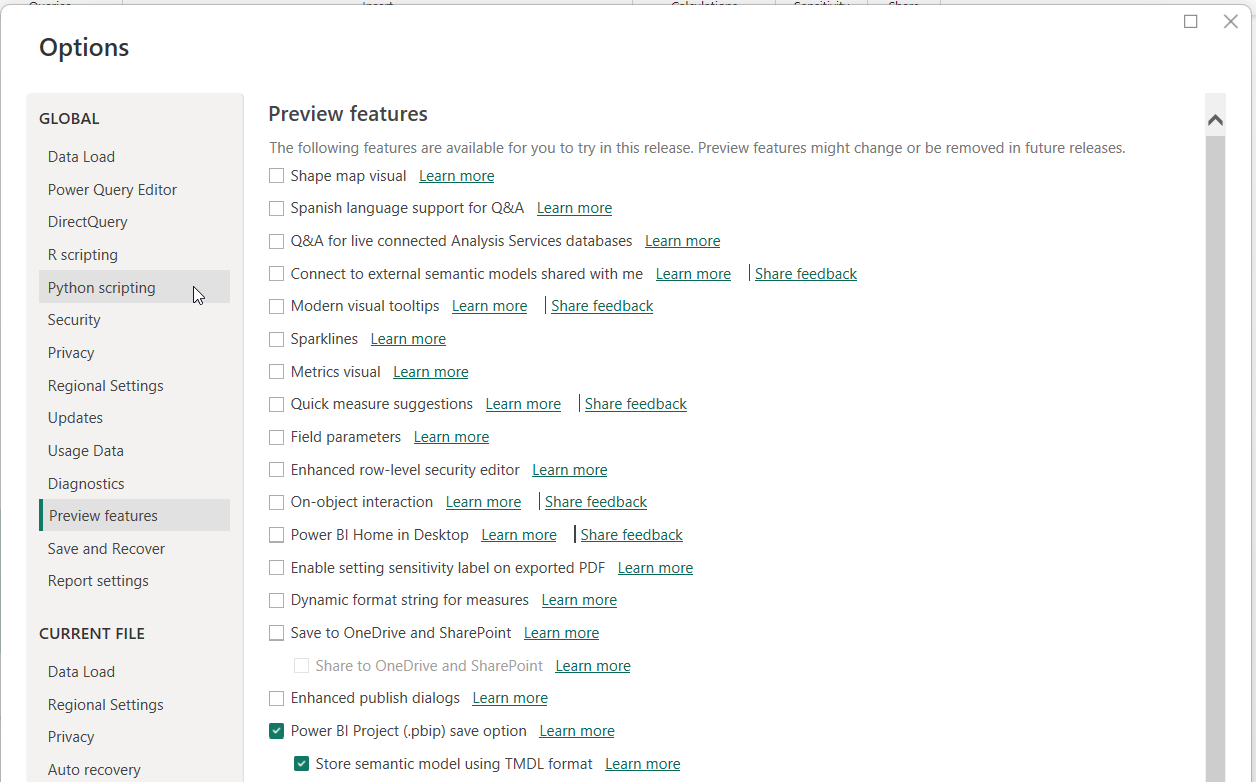 Queries Insert Calculations Sensitivity Share
Options
GLOBAL
Data Load
Power Query Editor
DirectQuery
R scripting
Python scripting
Security
Privacy
Regional Settings
Updates
Usage Data
Diagnostics
Preview features
Save and Recover
Report settings
CURRENT FILE
Data Load
Regional Settings
Privacy
Auto recovery
Preview features
The following features are available for you to try in this release. Preview features might change or be removed in future releases.
Shape map visual Learn more
Spanish language support for Q&A Learn more
Q&A for live connected Analysis Services databases Learn more
Connect to external semantic models shared with me Learn more | Share feedback
Modern visual tooltips Learn more | Share feedback
Sparklines Learn more
Metrics visual Learn more
Quick measure suggestions Learn more | Share feedback
Field parameters Learn more
Enhanced row-level security editor Learn more
On-object interaction Learn more | Share feedback
Power BI Home in Desktop Learn more | Share feedback
Enable setting sensitivity label on exported PDF Learn more
Dynamic format string for measures Learn more
Save to OneDrive and SharePoint Learn more
Share to OneDrive and SharePoint Learn more
Enhanced publish dialogs Learn more
Power BI Project (.pbip) save option Learn more
Store semantic model using TMDL format Learn more